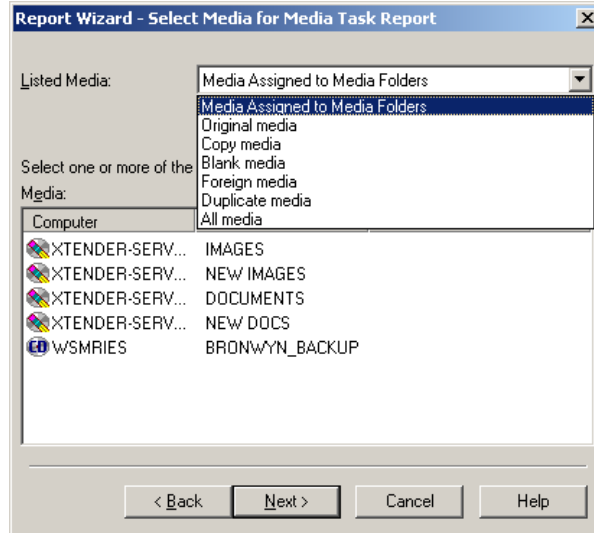 Report Wizard - Select Media for Media Task Report
Listed Media:
Media Assigned to Media Folders
Media Assigned to Media Folders
Original media
Copy media
Blank media
Foreign media
Duplicate media
All media
Select one or more of the
Media:
Computer
XTENDER-SERV... IMAGES
XTENDER-SERV... NEW IMAGES
XTENDER-SERV... DOCUMENTS
XTENDER-SERV... NEW DOCS
CD WSMRIES BRONWYN_BACKUP
< Back Next > Cancel Help